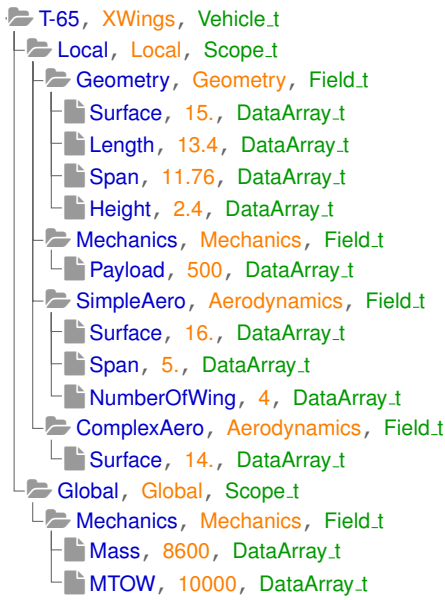 T-65, XWings, Vehicle_t
Local, Local, Scope_t
Geometry, Geometry, Field_t
Surface, 15., DataArray_t
Length, 13.4, DataArray_t
Span, 11.76, DataArray_t
Height, 2.4, DataArray_t
Mechanics, Mechanics, Field_t
Payload, 500, DataArray_t
SimpleAero, Aerodynamics, Field_t
Surface, 16., DataArray_t
Span, 5., DataArray_t
NumberOfWing, 4, DataArray_t
ComplexAero, Aerodynamics, Field_t
Surface, 14., DataArray_t
Global, Global, Scope_t
Mechanics, Mechanics, Field_t
Mass, 8600, DataArray_t
MTOW, 10000, DataArray_t